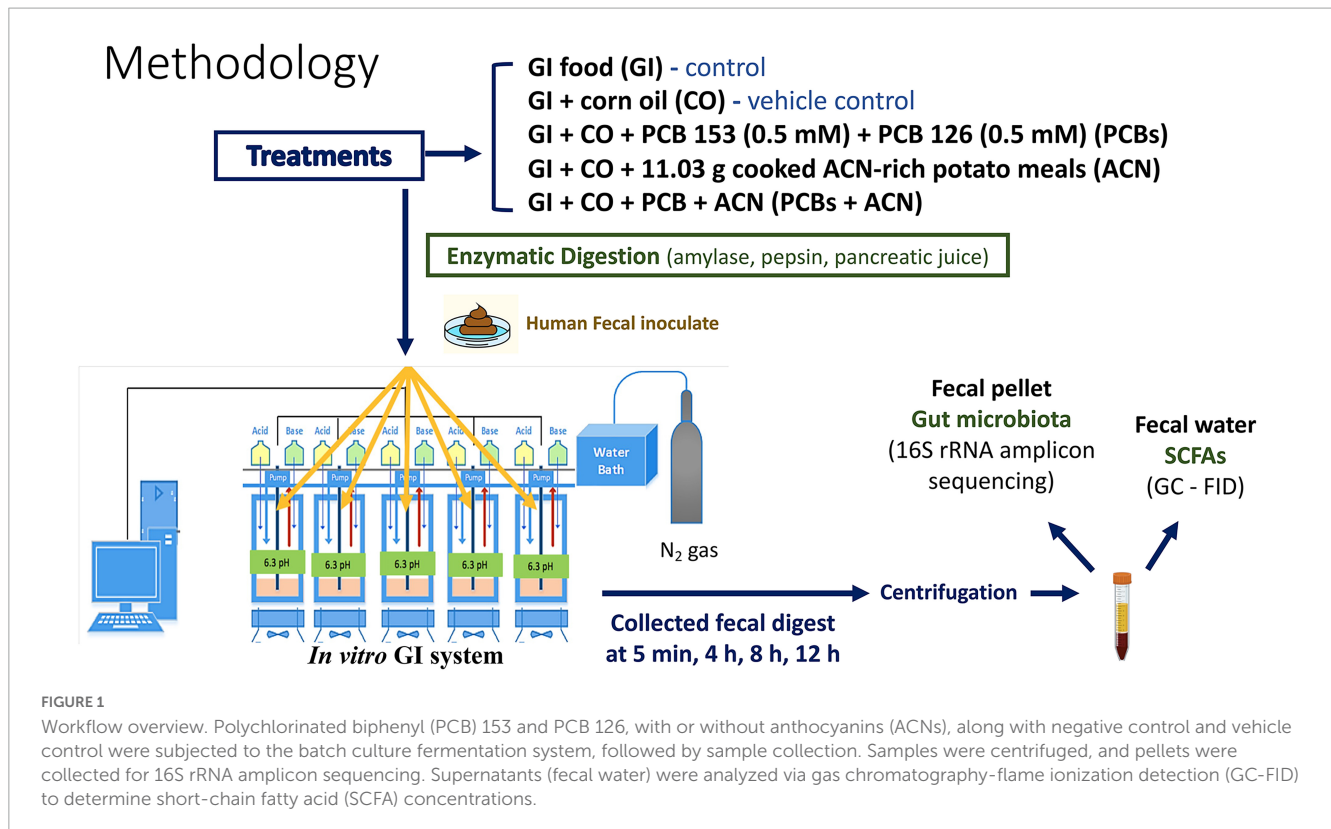 Methodology
Treatments
GI food (GI) - control
GI + corn oil (CO) - vehicle control
GI + CO + PCB 153 (0.5 mM) + PCB 126 (0.5 mM) (PCBs)
GI + CO + 11.03 g cooked ACN-rich potato meals (ACN)
GI + CO + PCB + ACN (PCBs + ACN)
Enzymatic Digestion (amylase, pepsin, pancreatic juice)
Human Fecal inoculate
Acid Base Acid Base Acid Base Acid Base Acid Base
Pump Pump Pump Pump Pump
6.3 pH 6.3 pH 6.3 pH 6.3 pH 6.3 pH
In vitro GI system
Water
Bath
N₂ gas
Collected fecal digest
at 5 min, 4 h, 8 h, 12 h
Centrifugation
Fecal pellet
Gut microbiota
(16S rRNA amplicon
sequencing)
Fecal water
SCFAs
(GC - FID)
FIGURE 1
Workflow overview. Polychlorinated biphenyl (PCB) 153 and PCB 126, with or without anthocyanins (ACNs), along with negative control and vehicle
control were subjected to the batch culture fermentation system, followed by sample collection. Samples were centrifuged, and pellets were
collected for 16S rRNA amplicon sequencing. Supernatants (fecal water) were analyzed via gas chromatography-flame ionization detection (GC-FID)
to determine short-chain fatty acid (SCFA) concentrations.